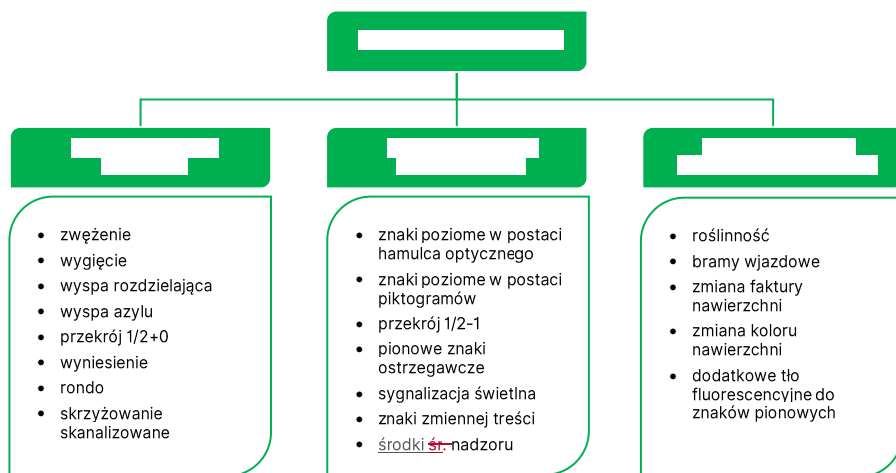 zwężenie
wygięcie
wyspa rozdzielająca
wyspa azylu
przekrój 1/2+0
wyniesienie
rondo
skrzyżowanie
skanalizowane
znaki poziome w postaci
hamulca optycznego
znaki poziome w postaci
piktogramów
przekrój 1/2-1
pionowe znaki
ostrzegawcze
sygnalizacja świetlna
znaki zmiennej treści
środki śr. nadzoru
roślinność
bramy wjazdowe
zmiana faktury
nawierzchni
zmiana koloru
nawierzchni
dodatkowe tło
fluorescencyjne do
znaków pionowych